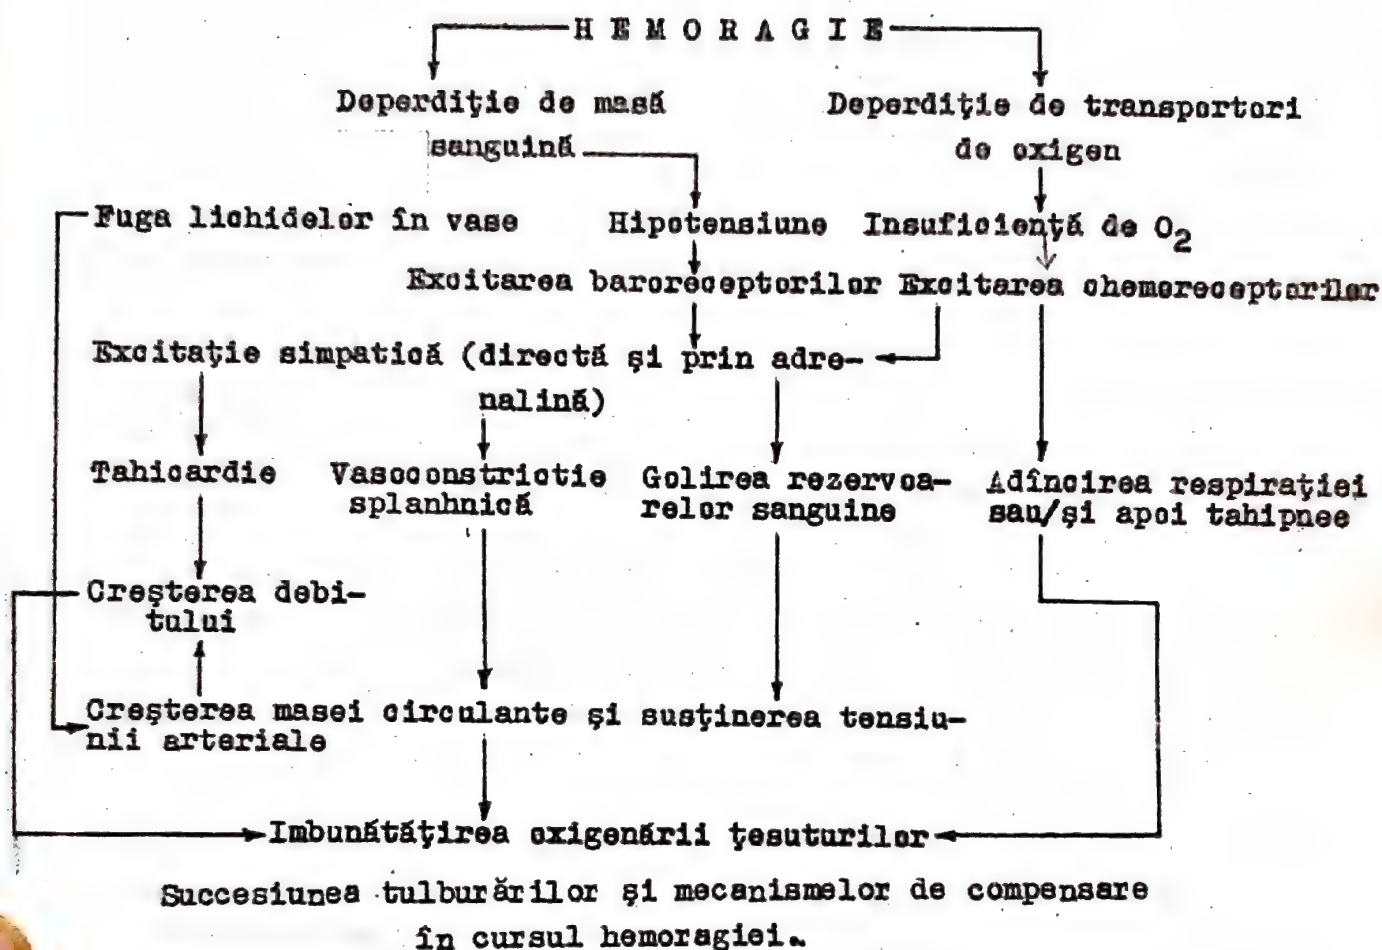 HEMORAGIE
Deperdiţie de masă
sanguină
Deperdiţie de transportori
de oxigen
Fuga lichidelor în vase
Hipotensiune
Insuficienţă de O2
Excitarea baroreceptorilor
Excitarea chemoreceptorilor
Excitaţie simpatică (directă şi prin adre-
nalină)
Tahicardie
Vasoconstrictie
splanhnică
Golirea rezervoa-
relor sanguine
Adîncirea respiraţiei
sau/şi apoi tahipnee
Creşterea debi-
tului
Creşterea masei circulante şi susţinerea tensiu-
nii arteriale
Imbunătăţirea oxigenării ţesuturilor
Succesiunea tulburărilor şi mecanismelor de compensare
în cursul hemoragiei.